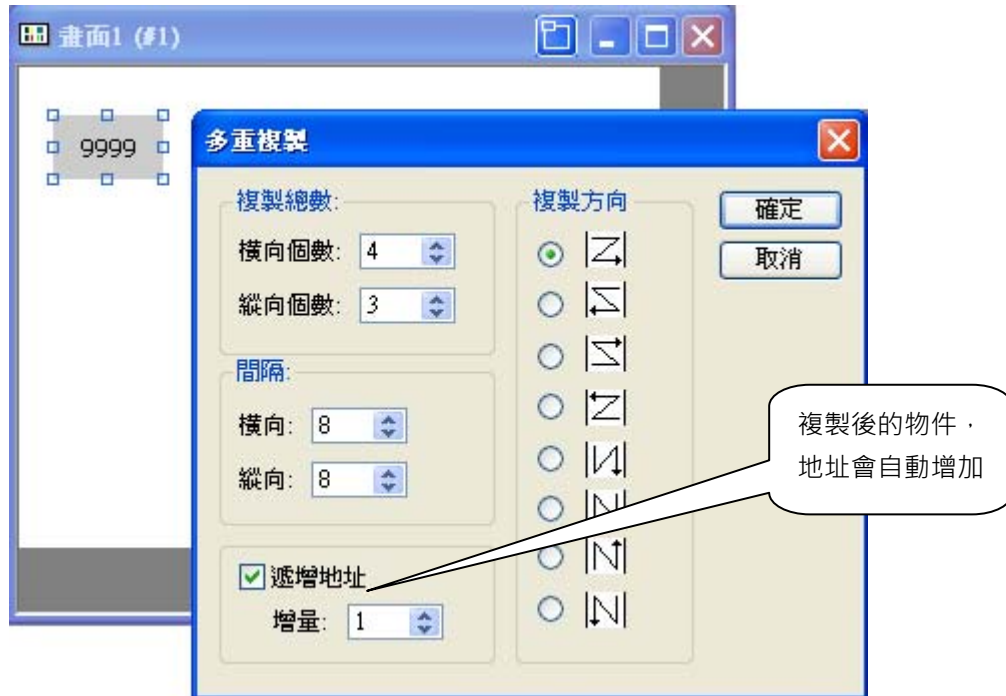 畫面1 (#1)
9999
多重複製
複製總數:
橫向個數: 4
縱向個數: 3
間隔:
橫向: 8
縱向: 8
遞增地址
增量: 1
複製方向
確定
取消
複製後的物件，
地址會自動增加